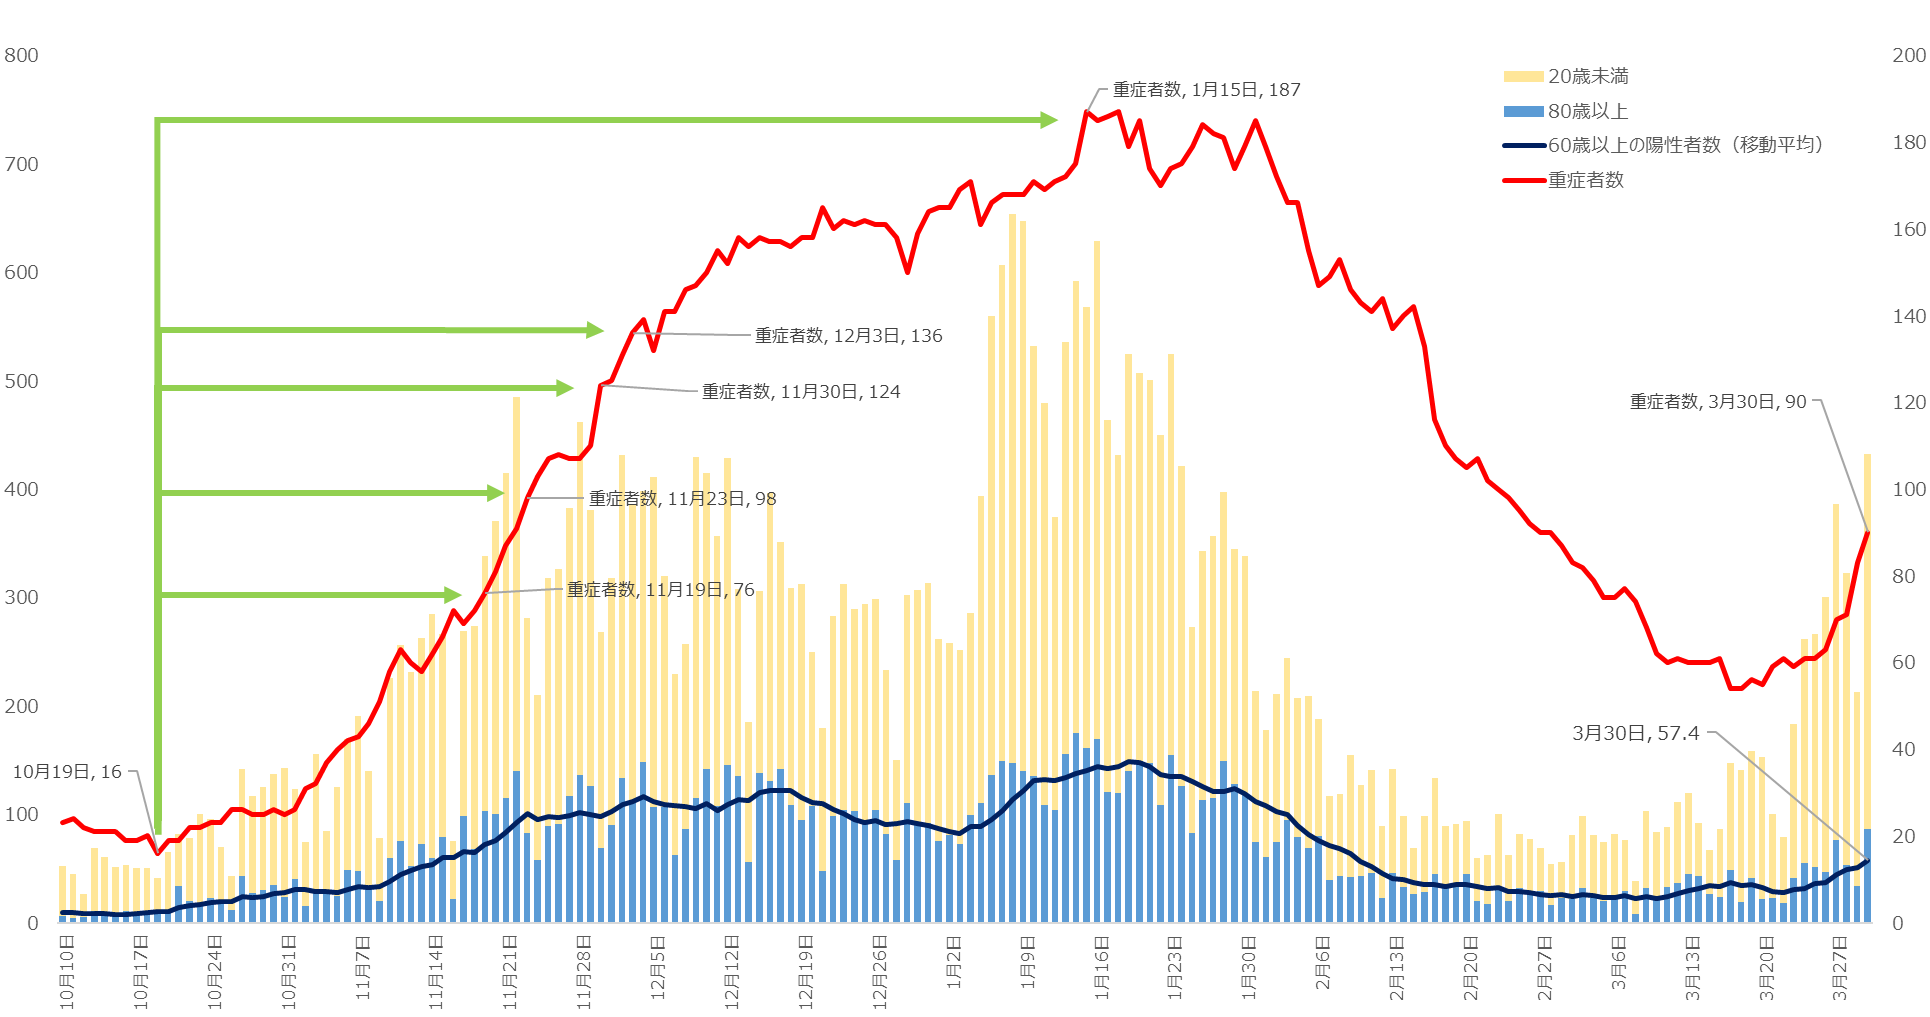 800
700
600
500
400
300
200
100
0
200
180
160
140
120
100
80
60
40
20
0
20歳未満
80歳以上
60歳以上の陽性者数（移動平均）
重症者数
重症者数, 1月15日, 187
重症者数, 12月3日, 136
重症者数, 11月30日, 124
重症者数, 3月30日, 90
重症者数, 11月23日, 98
重症者数, 11月19日, 76
3月30日, 57.4
10月19日, 16
10月10日
10月17日
10月24日
10月31日
11月7日
11月14日
11月21日
11月28日
12月5日
12月12日
12月19日
12月26日
1月2日
1月9日
1月16日
1月23日
1月30日
2月6日
2月13日
2月20日
2月27日
3月6日
3月13日
3月20日
3月27日